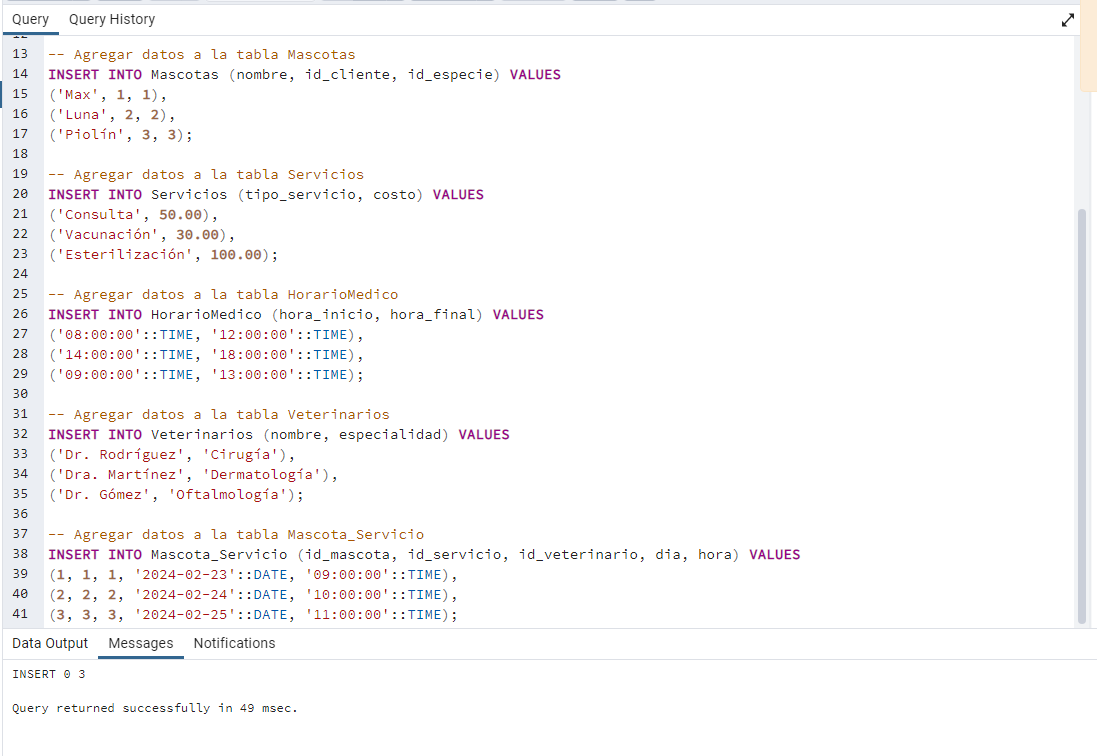 Query Query History
12
13 -- Agregar datos a la tabla Mascotas
14 INSERT INTO Mascotas (nombre, id_cliente, id_especie) VALUES
15 ('Max', 1, 1),
16 ('Luna', 2, 2),
17 ('Piolín', 3, 3);
18
19 -- Agregar datos a la tabla Servicios
20 INSERT INTO Servicios (tipo_servicio, costo) VALUES
21 ('Consulta', 50.00),
22 ('Vacunación', 30.00),
23 ('Esterilización', 100.00);
24
25 -- Agregar datos a la tabla HorarioMedico
26 INSERT INTO HorarioMedico (hora_inicio, hora_final) VALUES
27 ('08:00:00'::TIME, '12:00:00'::TIME),
28 ('14:00:00'::TIME, '18:00:00'::TIME),
29 ('09:00:00'::TIME, '13:00:00'::TIME);
30
31 -- Agregar datos a la tabla Veterinarios
32 INSERT INTO Veterinarios (nombre, especialidad) VALUES
33 ('Dr. Rodríguez', 'Cirugía'),
34 ('Dra. Martínez', 'Dermatología'),
35 ('Dr. Gómez', 'Oftalmología');
36
37 -- Agregar datos a la tabla Mascota_Servicio
38 INSERT INTO Mascota_Servicio (id_mascota, id_servicio, id_veterinario, dia, hora) VALUES
39 (1, 1, 1, '2024-02-23'::DATE, '09:00:00'::TIME),
40 (2, 2, 2, '2024-02-24'::DATE, '10:00:00'::TIME),
41 (3, 3, 3, '2024-02-25'::DATE, '11:00:00'::TIME);
Data Output Messages Notifications
INSERT 0 3
Query returned successfully in 49 msec.